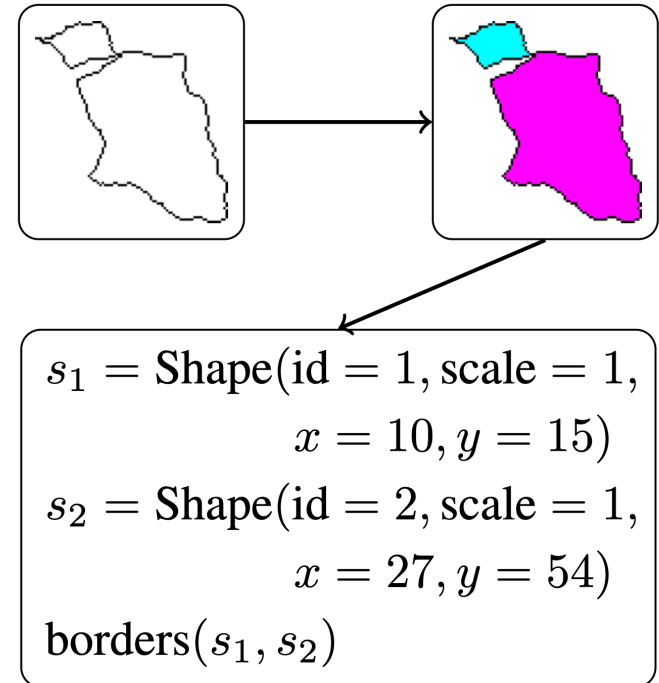 s₁ = Shape(id = 1, scale = 1,
x = 10, y = 15)
s₂ = Shape(id = 2, scale = 1,
x = 27, y = 54)
borders(s₁, s₂)